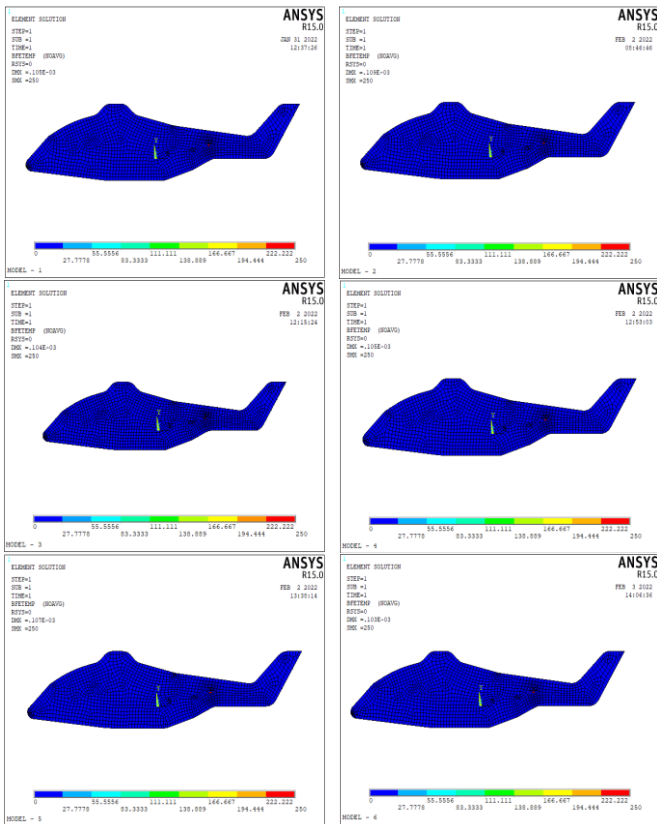 1
ELEMENT SOLUTION
STEP=1
SUB =1
TIME=1
BFETEMP (NOAVG)
RSYS=0
DMX =.105E-03
SMX =250
ANSYS
R15.0
JAN 31 2022
12:37:26
Y
0
27.7778
55.5556
83.3333
111.111
138.889
166.667
194.444
222.222
250
MODEL - 1
1
ELEMENT SOLUTION
STEP=1
SUB =1
TIME=1
BFETEMP (NOAVG)
RSYS=0
DMX =.109E-03
SMX =250
ANSYS
R15.0
FEB 2 2022
08:46:46
Y
0
27.7778
55.5556
83.3333
111.111
138.889
166.667
194.444
222.222
250
MODEL - 2
1
ELEMENT SOLUTION
STEP=1
SUB =1
TIME=1
BFETEMP (NOAVG)
RSYS=0
DMX =.104E-03
SMX =250
ANSYS
R15.0
FEB 2 2022
12:15:24
Y
0
27.7778
55.5556
83.3333
111.111
138.889
166.667
194.444
222.222
250
MODEL - 3
1
ELEMENT SOLUTION
STEP=1
SUB =1
TIME=1
BFETEMP (NOAVG)
RSYS=0
DMX =.105E-03
SMX =250
ANSYS
R15.0
FEB 2 2022
12:53:03
Y
0
27.7778
55.5556
83.3333
111.111
138.889
166.667
194.444
222.222
250
MODEL - 4
1
ELEMENT SOLUTION
STEP=1
SUB =1
TIME=1
BFETEMP (NOAVG)
RSYS=0
DMX =.107E-03
SMX =250
ANSYS
R15.0
FEB 2 2022
13:38:14
Y
0
27.7778
55.5556
83.3333
111.111
138.889
166.667
194.444
222.222
250
MODEL - 5
1
ELEMENT SOLUTION
STEP=1
SUB =1
TIME=1
BFETEMP (NOAVG)
RSYS=0
DMX =.103E-03
SMX =250
ANSYS
R15.0
FEB 3 2022
14:06:36
Y
0
27.7778
55.5556
83.3333
111.111
138.889
166.667
194.444
222.222
250
MODEL - 6